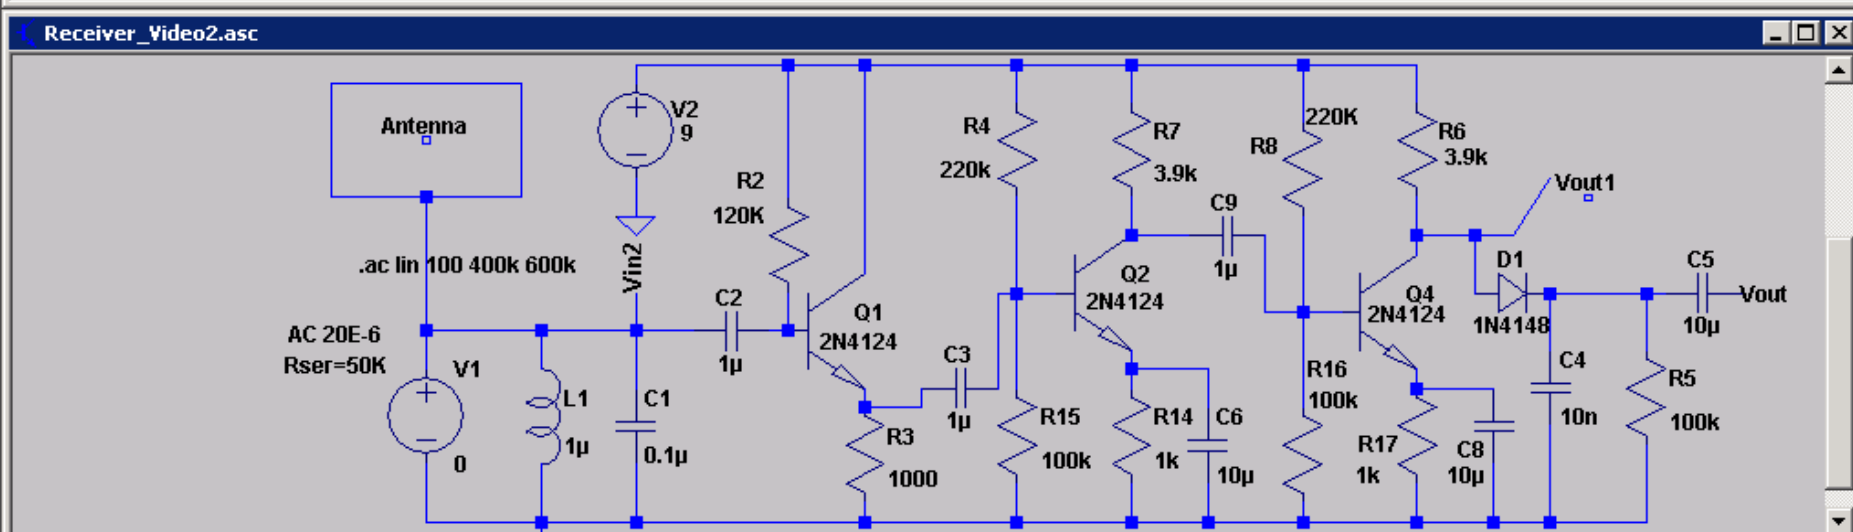 Receiver_Video2.asc
Antenna
V2
9
R2
120K
R4
220k
R7
3.9k
220K
R8
R6
3.9k
Vout1
.ac lin 100 400k 600k
Vin2
C2
1µ
Q1
2N4124
C3
1µ
Q2
2N4124
C9
1µ
Q4
2N4124
D1
1N4148
C5
10µ
Vout
AC 20E-6
Rser=50K
V1
0
L1
1µ
C1
0.1µ
R3
1000
R15
100k
R14
1k
C6
10µ
R16
100k
R17
1k
C8
10µ
C4
10n
R5
100k